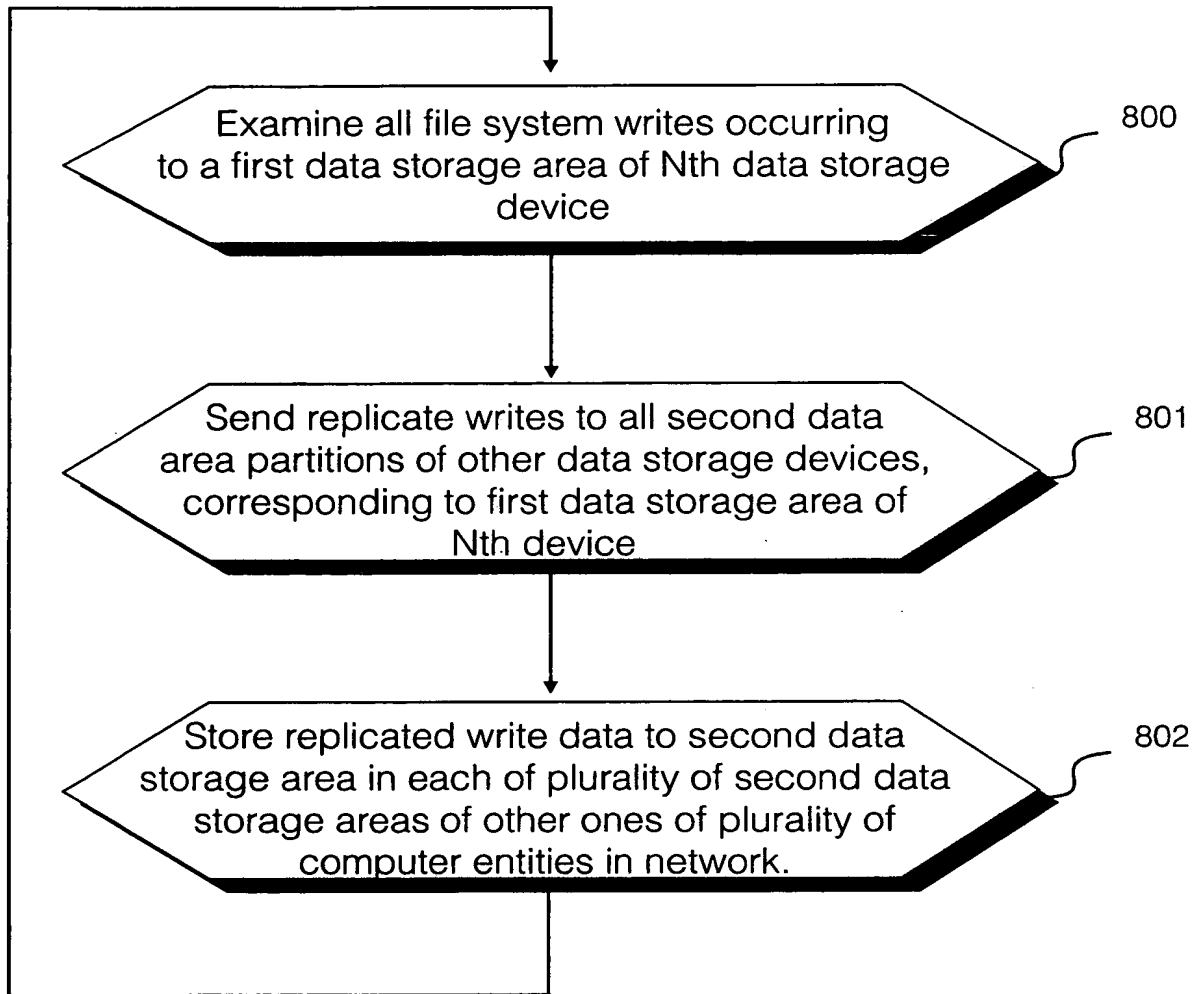 Examine all file system writes occurring
to a first data storage area of Nth data storage
device
800
Send replicate writes to all second data
area partitions of other data storage devices,
corresponding to first data storage area of
Nth device
801
Store replicated write data to second data
storage area in each of plurality of second data
storage areas of other ones of plurality of
computer entities in network.
802